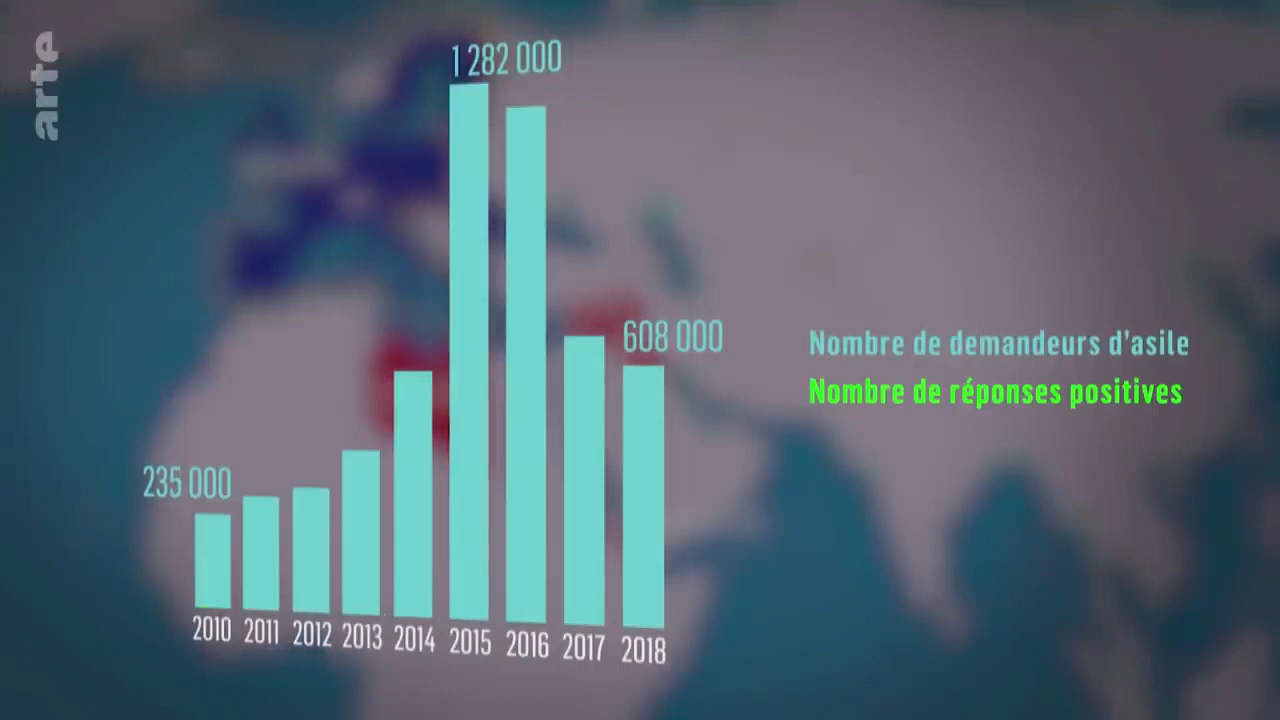 arte
1 282 000
608 000
235 000
2010 2011 2012 2013 2014 2015 2016 2017 2018
Nombre de demandeurs d'asile
Nombre de réponses positives